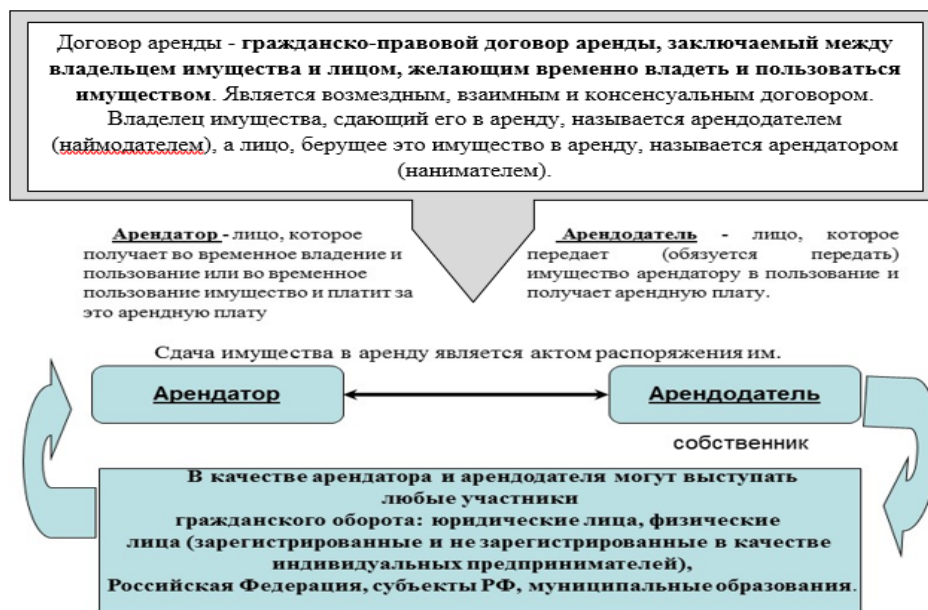 Договор аренды - гражданско-правовой договор аренды, заключаемый между
владельцем имущества и лицом, желающим временно владеть и пользоваться
имуществом. Является возмездным, взаимным и консенсуальным договором.
Владелец имущества, сдающий его в аренду, называется арендодателем
(наймодателем), а лицо, берущее это имущество в аренду, называется арендатором
(нанимателем).
Арендатор - лицо, которое
получает во временное владение и
пользование или во временное
пользование имущество и платит за
это арендную плату
Арендодатель - лицо, которое
передает (обязуется передать)
имущество арендатору в пользование и
получает арендную плату.
Сдача имущества в аренду является актом распоряжения им.
Арендатор
Арендодатель
собственник
В качестве арендатора и арендодателя могут выступать
любые участники
гражданского оборота: юридические лица, физические
лица (зарегистрированные и не зарегистрированные в качестве
индивидуальных предпринимателей),
Российская Федерация, субъекты РФ, муниципальные образования.